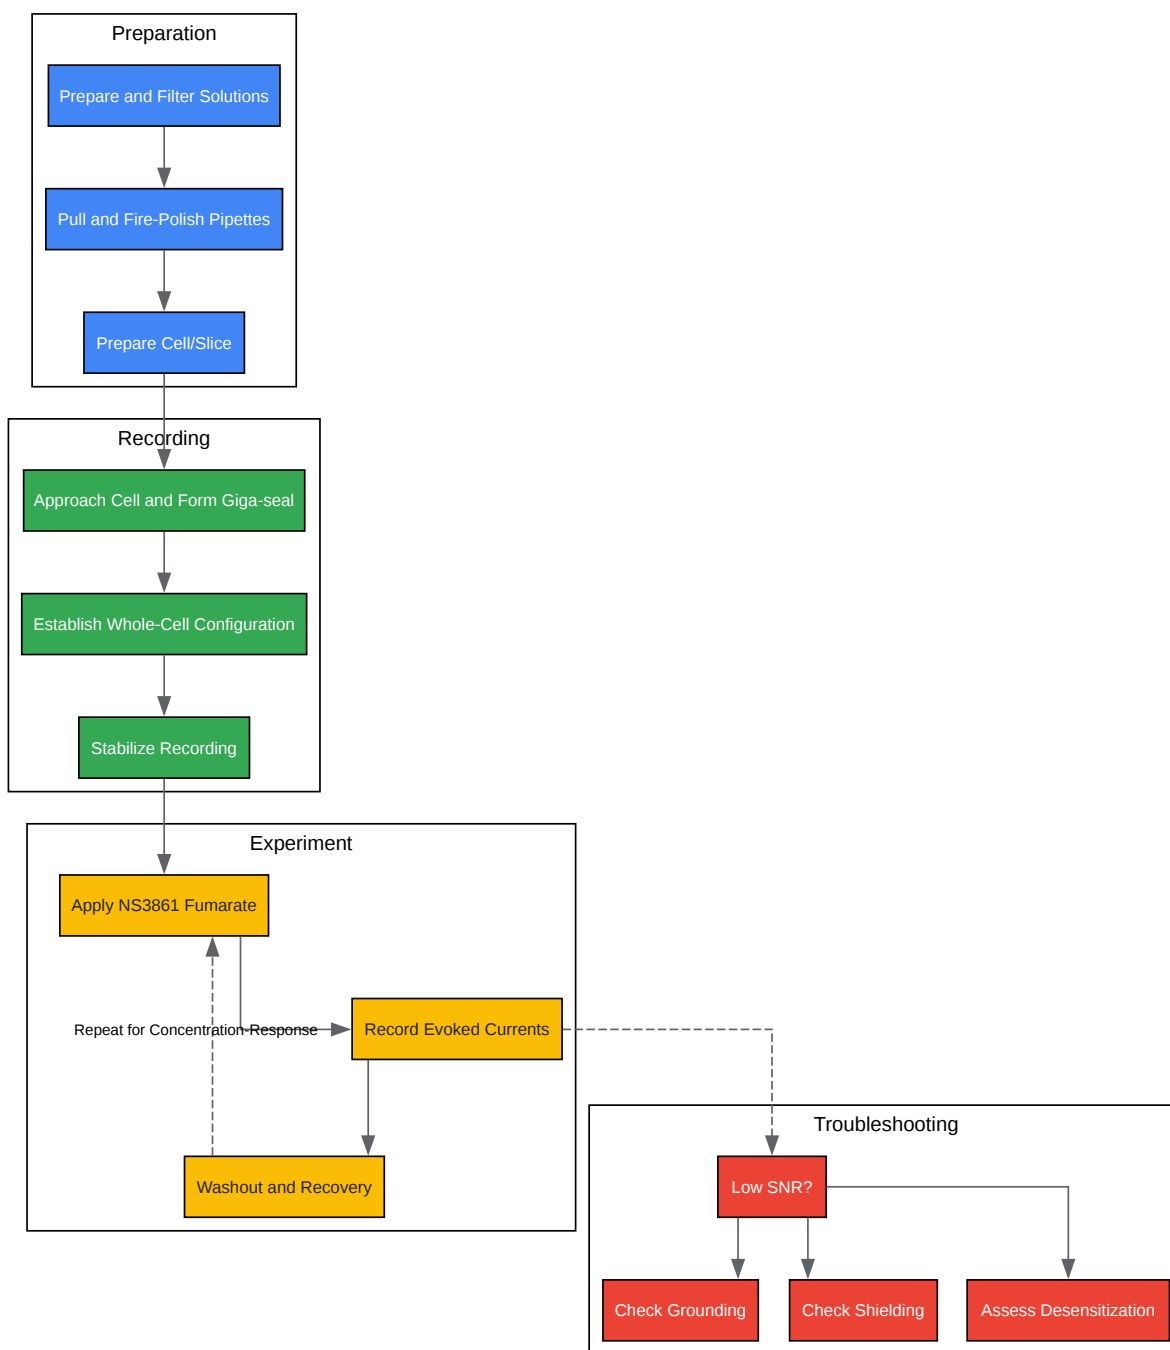 Preparation
Prepare and Filter Solutions
Pull and Fire-Polish Pipettes
Prepare Cell/Slice
Recording
Approach Cell and Form Giga-seal
Establish Whole-Cell Configuration
Stabilize Recording
Experiment
Apply NS3861 Fumarate
Repeat for Concentration-Response
Record Evoked Currents
Washout and Recovery
Troubleshooting
Low SNR?
Check Grounding
Check Shielding
Assess Desensitization